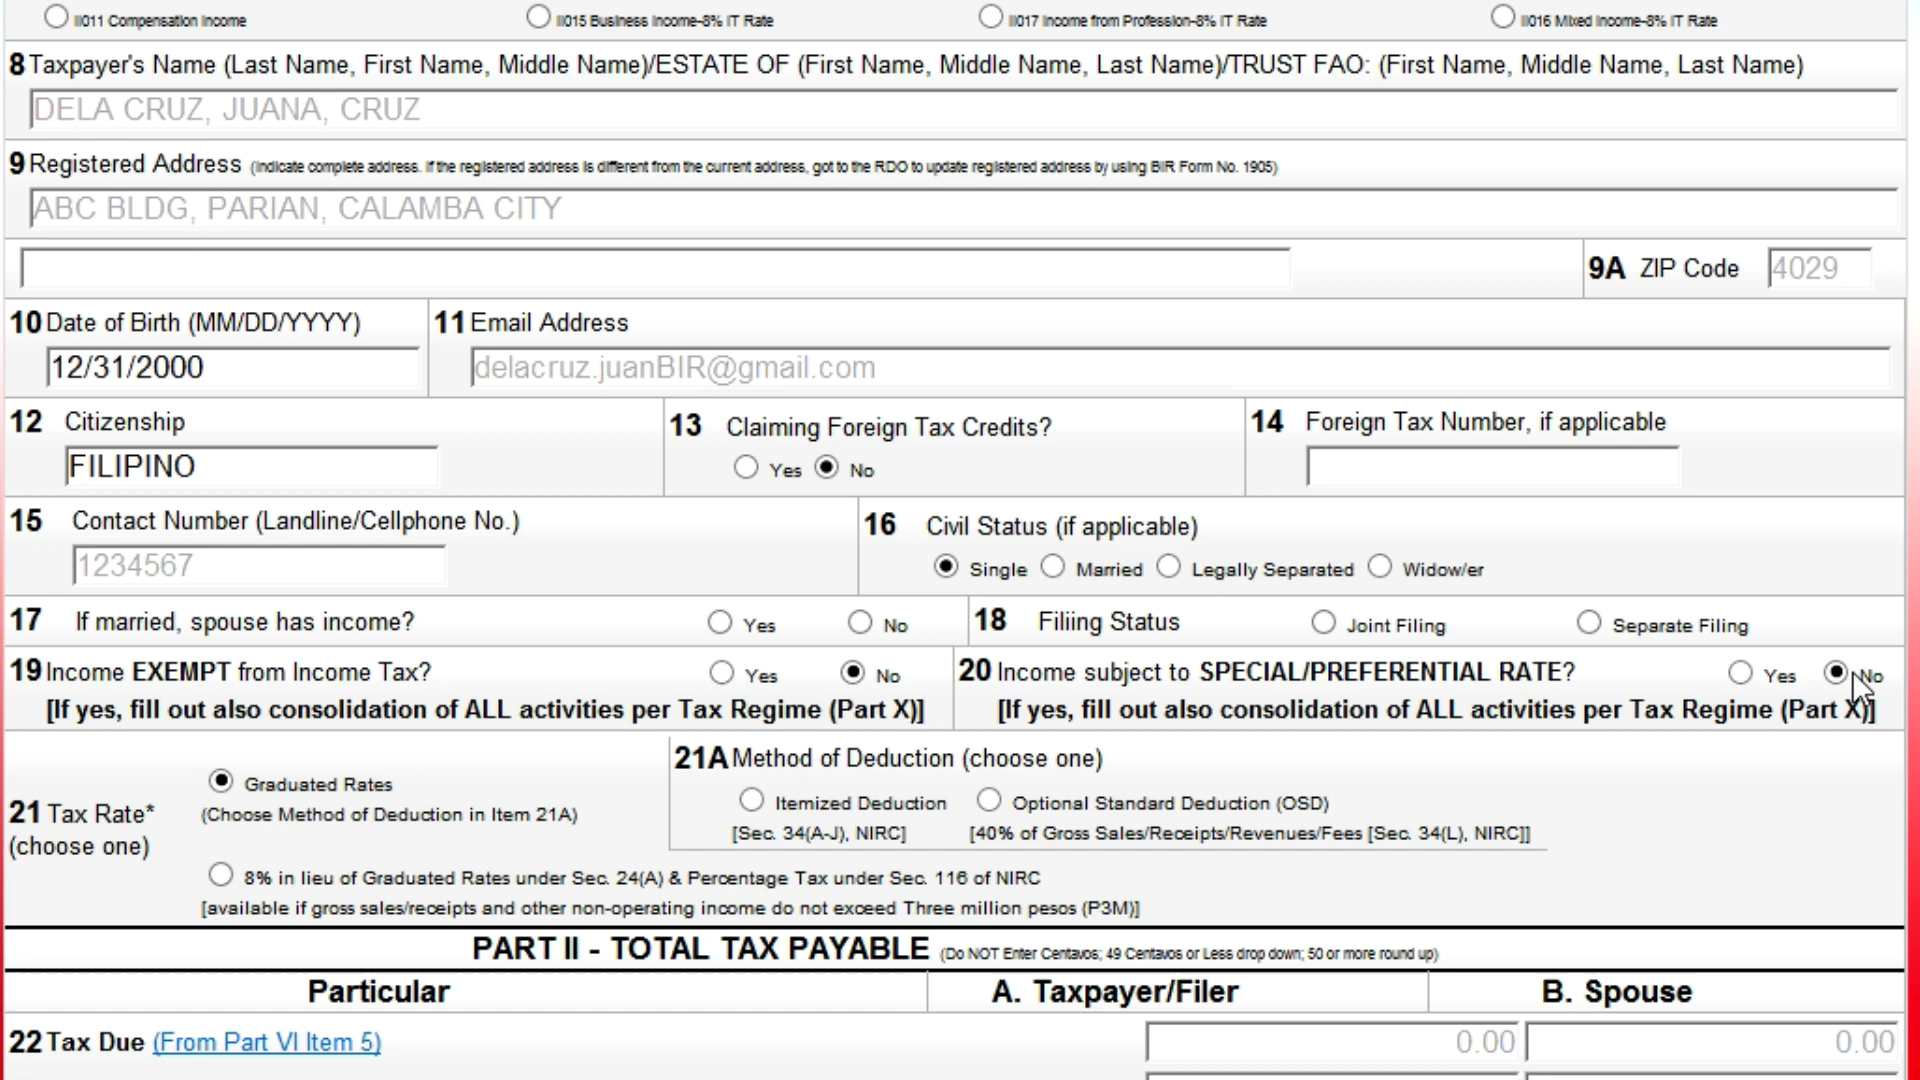 II011 Compensation Income II015 Business Income-8% IT Rate II017 Income from Profession-8% IT Rate II016 Mixed Income-8% IT Rate
8 Taxpayer's Name (Last Name, First Name, Middle Name)/ESTATE OF (First Name, Middle Name, Last Name)/TRUST FAO: (First Name, Middle Name, Last Name)
DELA CRUZ, JUANA, CRUZ
9 Registered Address (Indicate complete address. If the registered address is different from the current address, got to the RDO to update registered address by using BIR Form No. 1905)
ABC BLDG, PARIAN, CALAMBA CITY
9A ZIP Code 4029
10 Date of Birth (MM/DD/YYYY) 11 Email Address
12/31/2000 delacruz.juanBIR@gmail.com
12 Citizenship 13 Claiming Foreign Tax Credits? 14 Foreign Tax Number, if applicable
FILIPINO Yes No
15 Contact Number (Landline/Cellphone No.) 16 Civil Status (if applicable)
1234567 Single Married Legally Separated Widow/er
17 If married, spouse has income? Yes No 18 Filiing Status Joint Filing Separate Filing
19 Income EXEMPT from Income Tax? Yes No 20 Income subject to SPECIAL/PREFERENTIAL RATE? Yes No
[If yes, fill out also consolidation of ALL activities per Tax Regime (Part X)] [If yes, fill out also consolidation of ALL activities per Tax Regime (Part X)]
21A Method of Deduction (choose one)
Graduated Rates Itemized Deduction Optional Standard Deduction (OSD)
21 Tax Rate* (Choose Method of Deduction in Item 21A) [Sec. 34(A-J), NIRC] [40% of Gross Sales/Receipts/Revenues/Fees [Sec. 34(L), NIRC]]
(choose one)
8% in lieu of Graduated Rates under Sec. 24(A) & Percentage Tax under Sec. 116 of NIRC
[available if gross sales/receipts and other non-operating income do not exceed Three million pesos (P3M)]
PART II - TOTAL TAX PAYABLE (Do NOT Enter Centavos; 49 Centavos or Less drop down; 50 or more round up)
Particular A. Taxpayer/Filer B. Spouse
22 Tax Due (From Part VI Item 5) 0.00 0.00